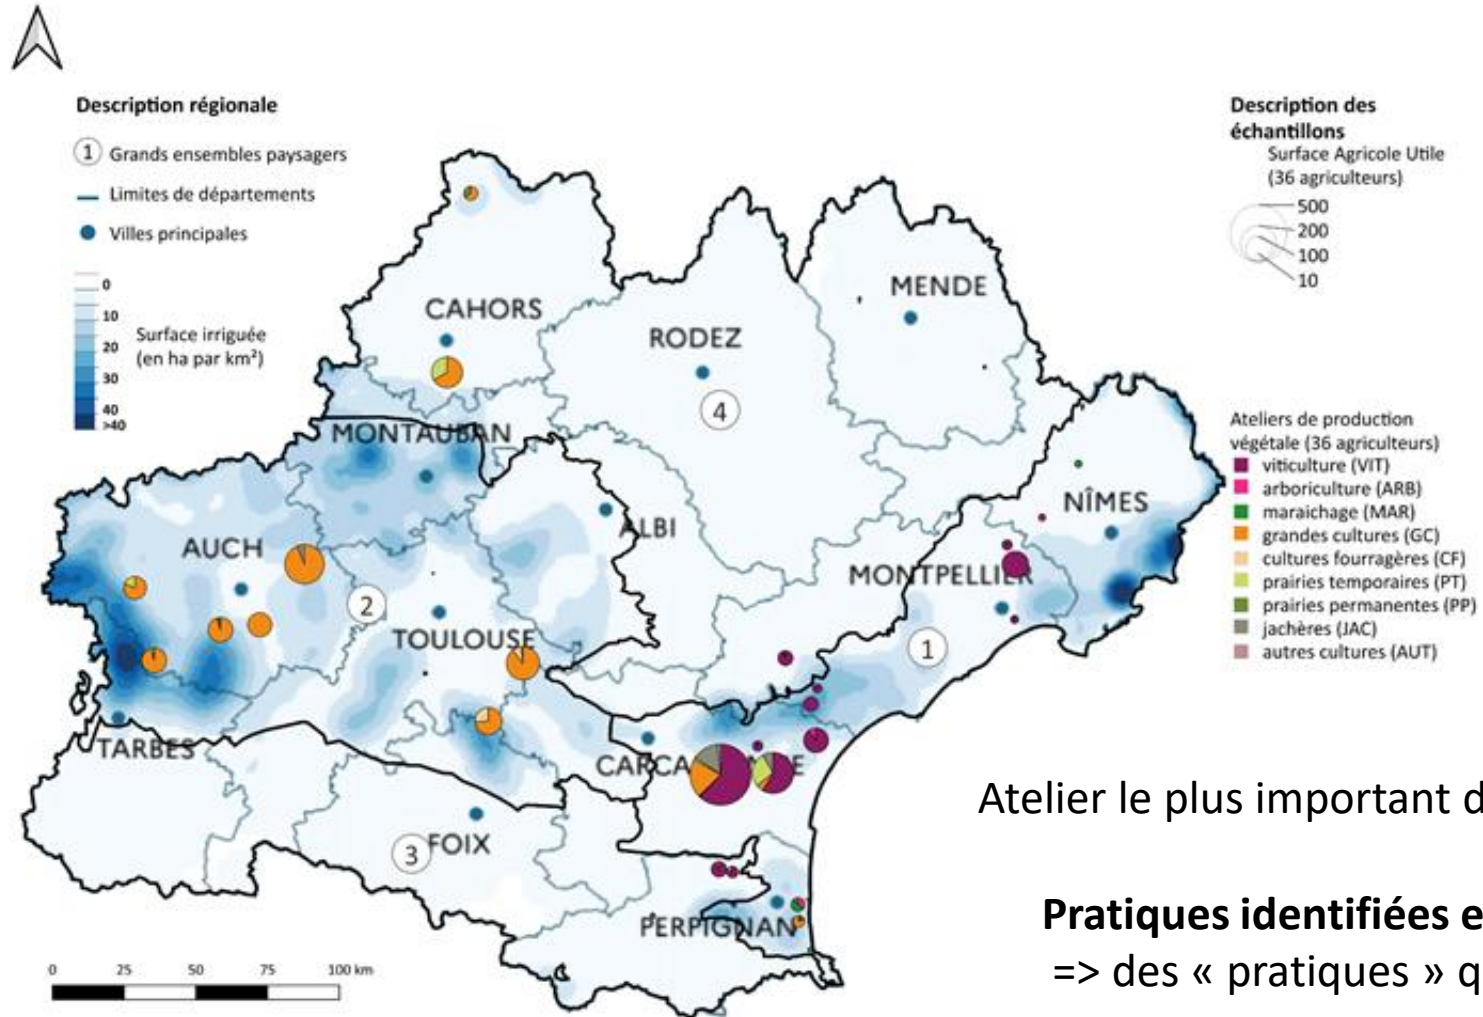 Description régionale
1 Grands ensembles paysagers
Limites de départements
Villes principales
0
10
20
30
40
>40
Surface irriguée
(en ha par km²)
Description des
échantillons
Surface Agricole Utile
(36 agriculteurs)
500
200
100
10
Ateliers de production
végétale (36 agriculteurs)
viticulture (VIT)
arboriculture (ARB)
maraichage (MAR)
grandes cultures (GC)
cultures fourragères (CF)
prairies temporaires (PT)
prairies permanentes (PP)
jachères (JAC)
autres cultures (AUT)
CAHORS
MENDE
RODEZ
4
MONTAUBAN
NÎMES
ALBI
AUCH
MONTPELLIER
2
TOULOUSE
1
TARBES
FOIX
3
PERPIGNAN
0 25 50 75 100 km
Atelier le plus important
Pratiques identifiées
=> des « pratiques »